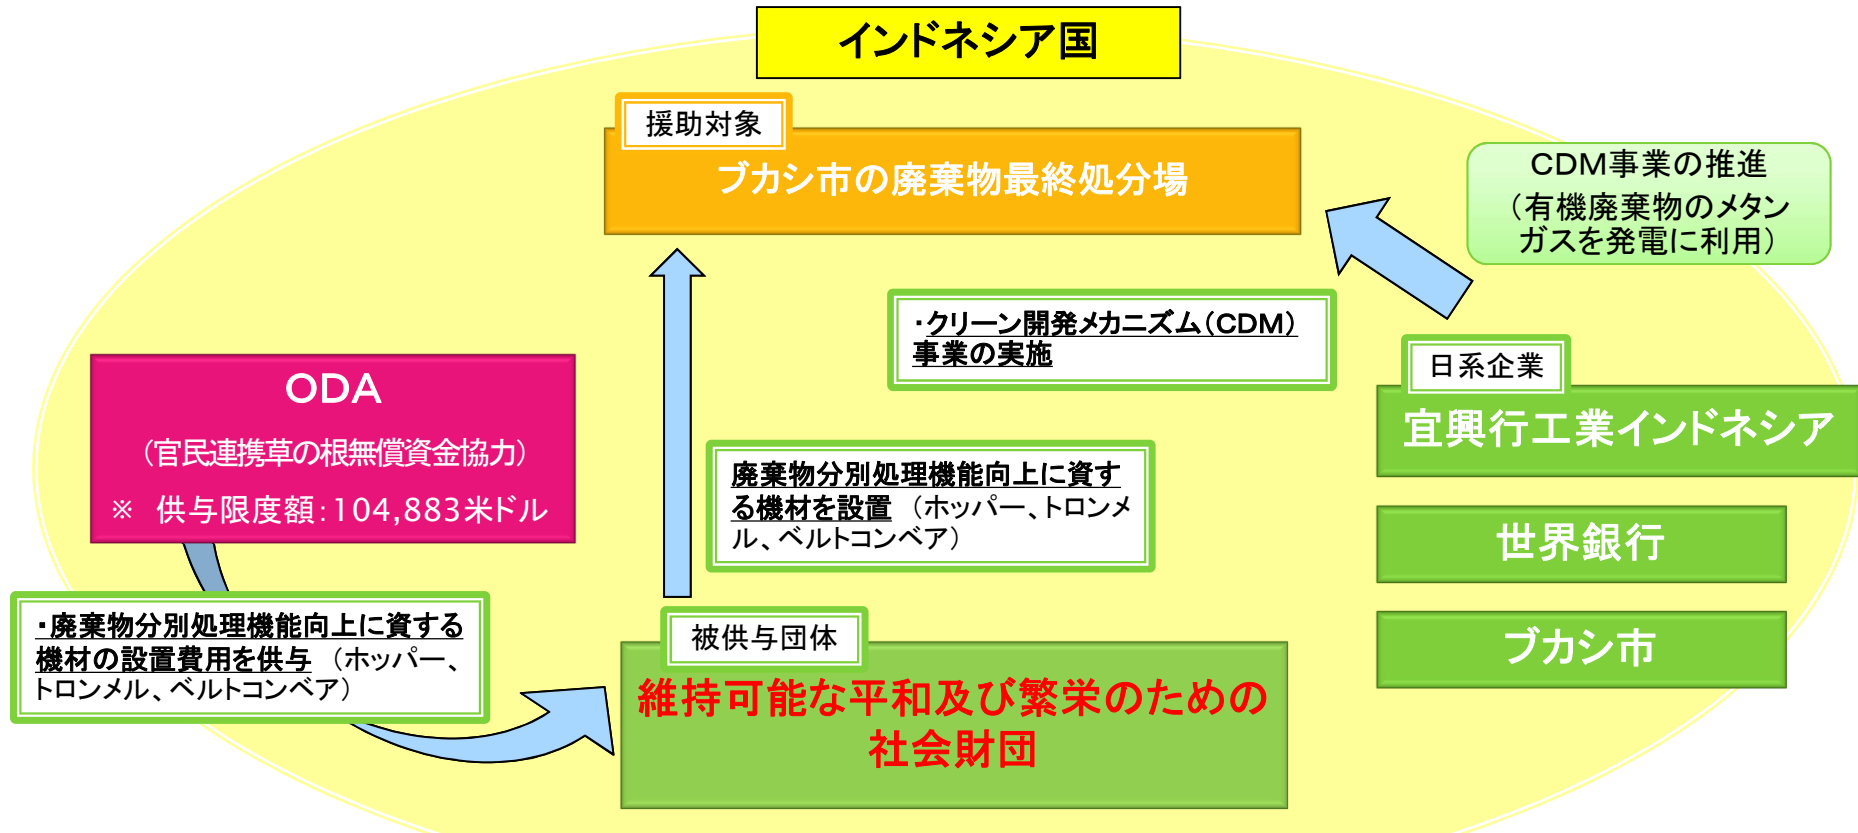 インドネシア国
援助対象
ブカシ市の廃棄物最終処分場
CDM事業の推進
（有機廃棄物のメタン
ガスを発電に利用）
・クリーン開発メカニズム（CDM）
事業の実施
日系企業
宜興行工業インドネシア
世界銀行
ブカシ市
ODA
（官民連携草の根無償資金協力）
※　供与限度額：104,883米ドル
廃棄物分別処理機能向上に資す
る機材を設置　（ホッパー、トロンメ
ル、ベルトコンベア）
・廃棄物分別処理機能向上に資する
機材の設置費用を供与　（ホッパー、
トロンメル、ベルトコンベア）
被供与団体
維持可能な平和及び繁栄のための
社会財団